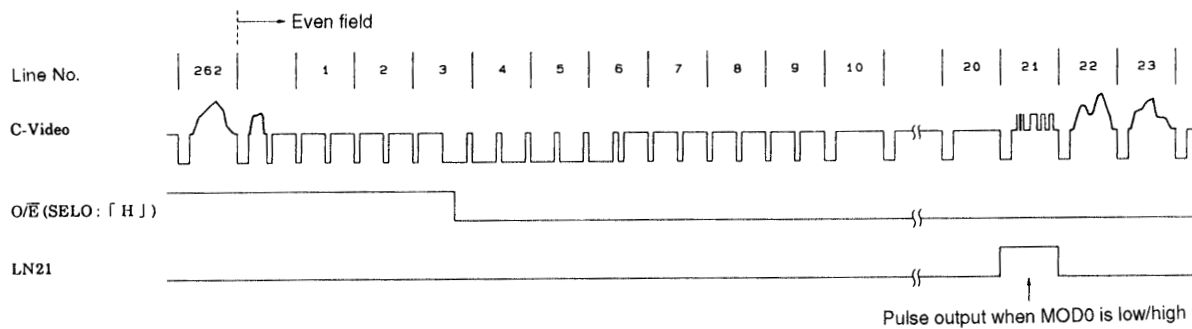 Even field
Line No. 262 1 2 3 4 5 6 7 8 9 10 20 21 22 23
C-Video
O/E̅ (SELO : 「 H 」)
LN21
Pulse output when MOD0 is low/high